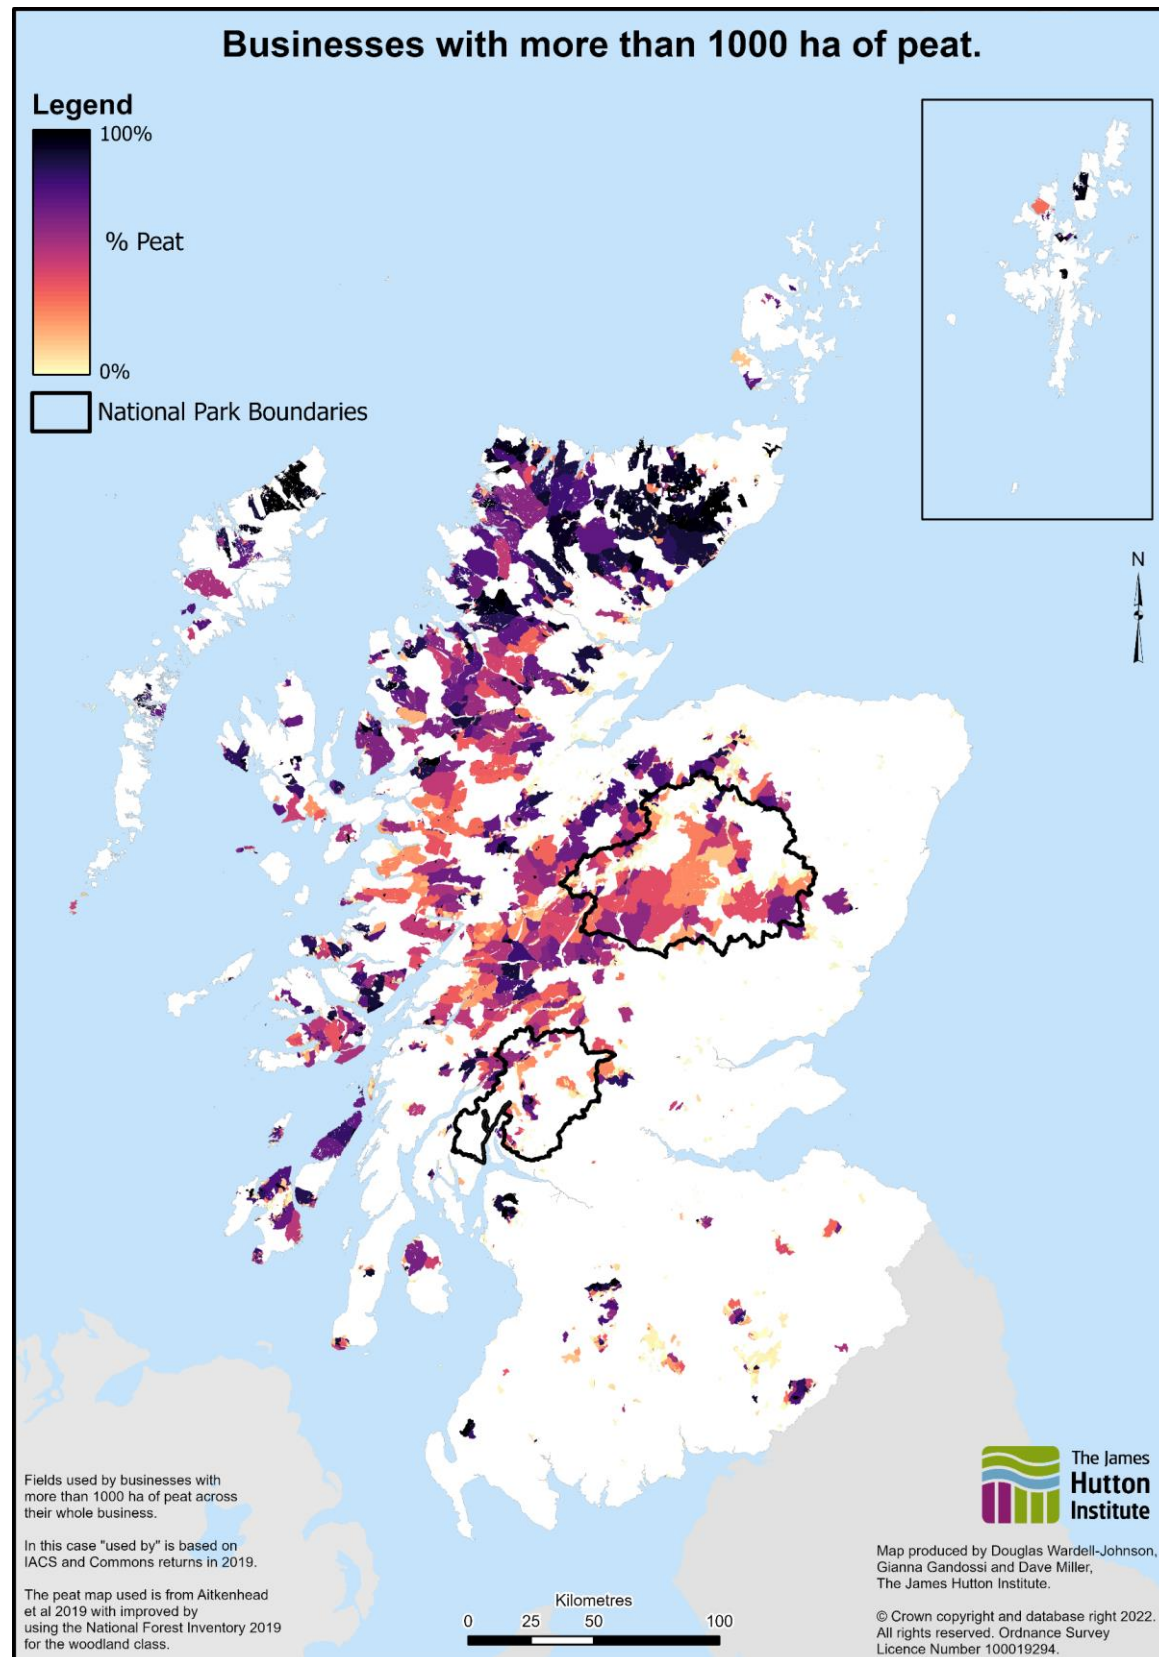 Businesses with more than 1000 ha of peat.
Legend
100%
% Peat
0%
National Park Boundaries
N
Fields used by businesses with
more than 1000 ha of peat across
their whole business.
In this case "used by" is based on
IACS and Commons returns in 2019.
The peat map used is from Aitkenhead
et al 2019 with improved by
using the National Forest Inventory 2019
for the woodland class.
Kilometres
0 25 50 100
The James
Hutton
Institute
Map produced by Douglas Wardell-Johnson,
Gianna Gandossi and Dave Miller,
The James Hutton Institute.
© Crown copyright and database right 2022.
All rights reserved. Ordnance Survey
Licence Number 100019294.